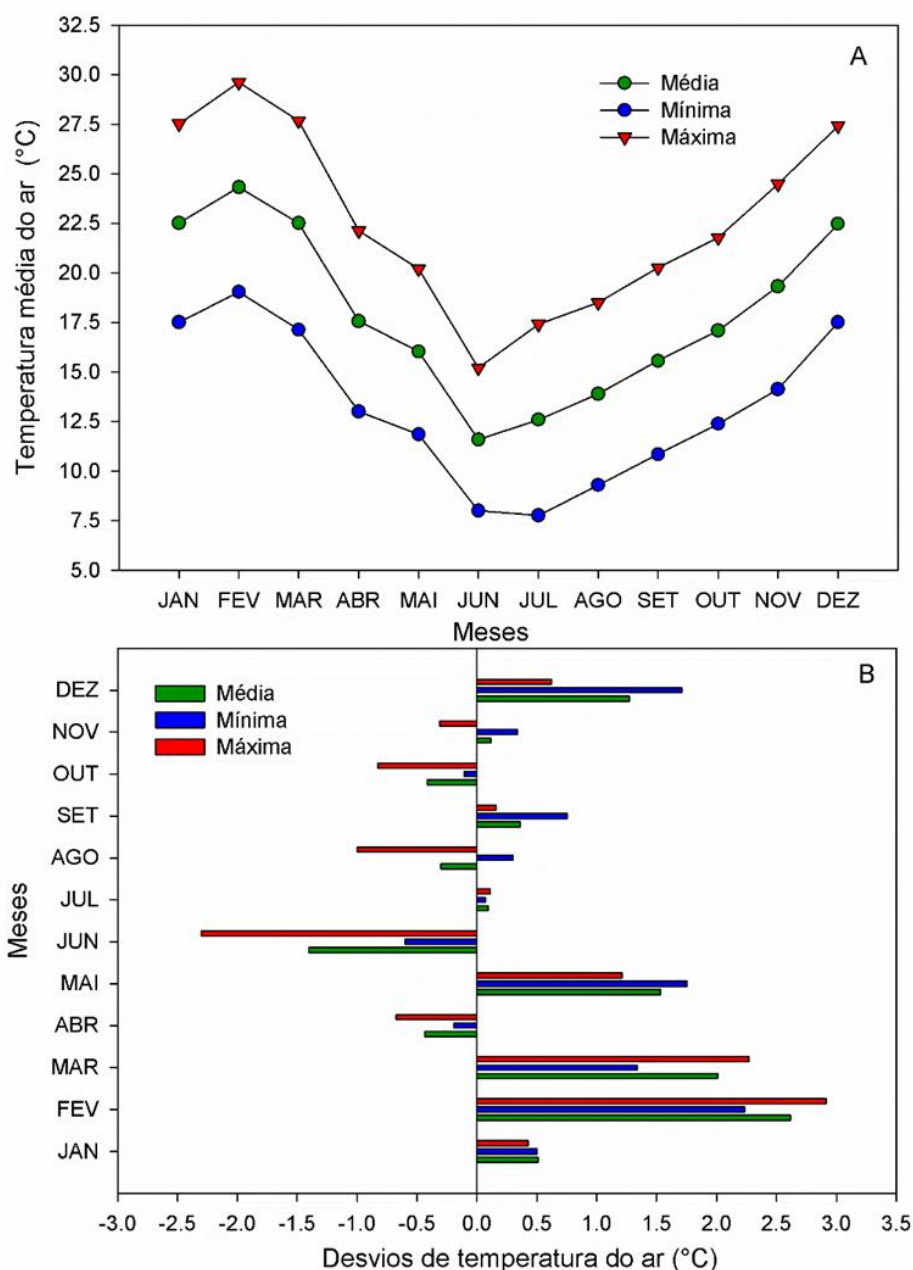 A
Temperatura média do ar (°C)
32.5
30.0
27.5
25.0
22.5
20.0
17.5
15.0
12.5
10.0
7.5
5.0
Média
Mínima
Máxima
JAN FEV MAR ABR MAI JUN JUL AGO SET OUT NOV DEZ
Meses
B
Média
Mínima
Máxima
Meses
DEZ
NOV
OUT
SET
AGO
JUL
JUN
MAI
ABR
MAR
FEV
JAN
-3.0 -2.5 -2.0 -1.5 -1.0 -0.5 0.0 0.5 1.0 1.5 2.0 2.5 3.0 3.5
Desvios de temperatura do ar (°C)